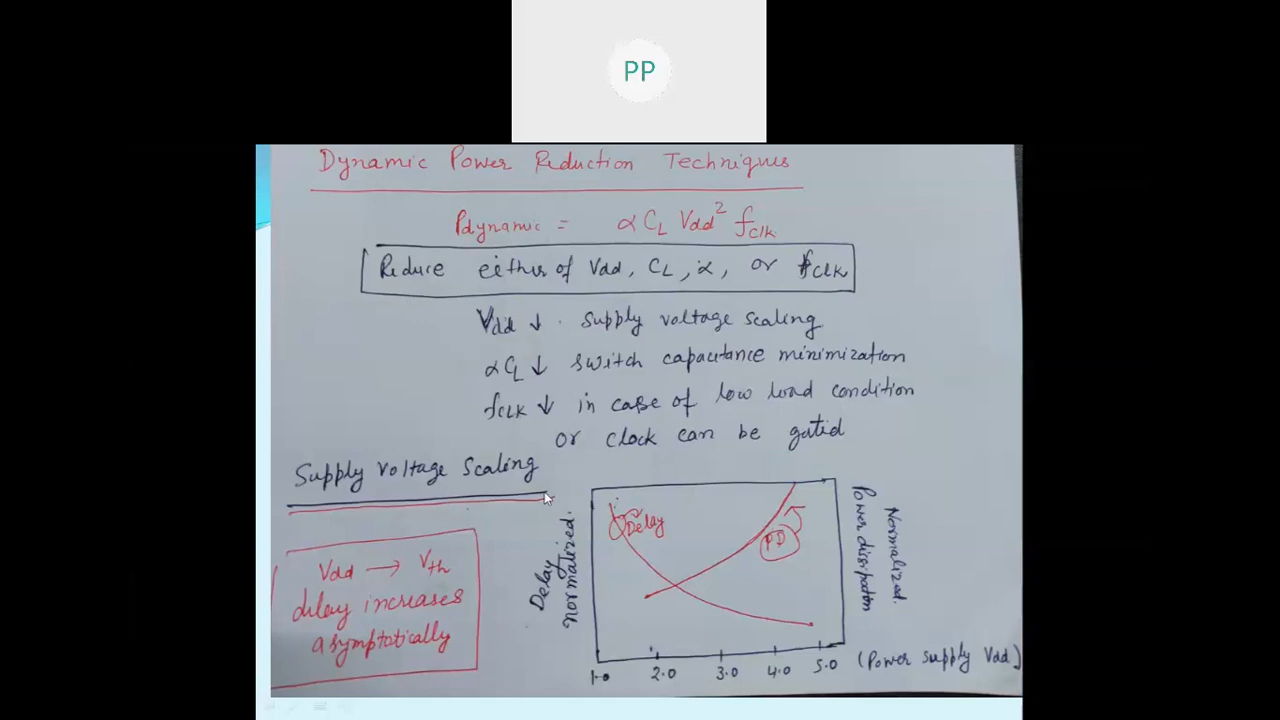 PP
Dynamic Power Reduction Techniques
Pdynamic = α CL Vdd² fclk
Reduce either of Vdd, CL, α, or fCLK
Vdd ↓ . supply voltage scaling
αCL ↓ switch capacitance minimization
fCLK ↓ in case of low load condition
or clock can be gated
Supply voltage scaling
Vdd → Vth
delay increases
asymptotically
Delay
normalized.
Delay
PD
Normalized.
Power dissipation
1.0 2.0 3.0 4.0 5.0 (Power supply Vdd)